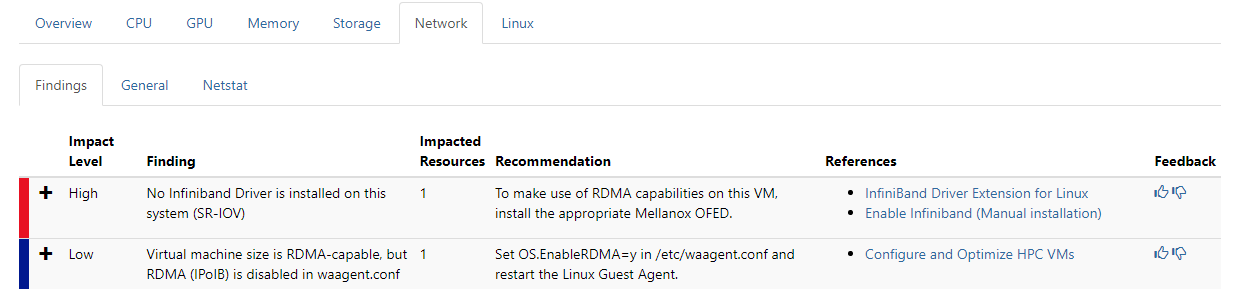 Overview CPU GPU Memory Storage Network Linux
Findings General Netstat
Impact Level Finding Impacted Resources Recommendation References Feedback
High No Infiniband Driver is installed on this system (SR-IOV) 1 To make use of RDMA capabilities on this VM, install the appropriate Mellanox OFED. InfiniBand Driver Extension for Linux
Enable Infiniband (Manual installation)
Low Virtual machine size is RDMA-capable, but RDMA (IPoIB) is disabled in waagent.conf 1 Set OS.EnableRDMA=y in /etc/waagent.conf and restart the Linux Guest Agent. Configure and Optimize HPC VMs